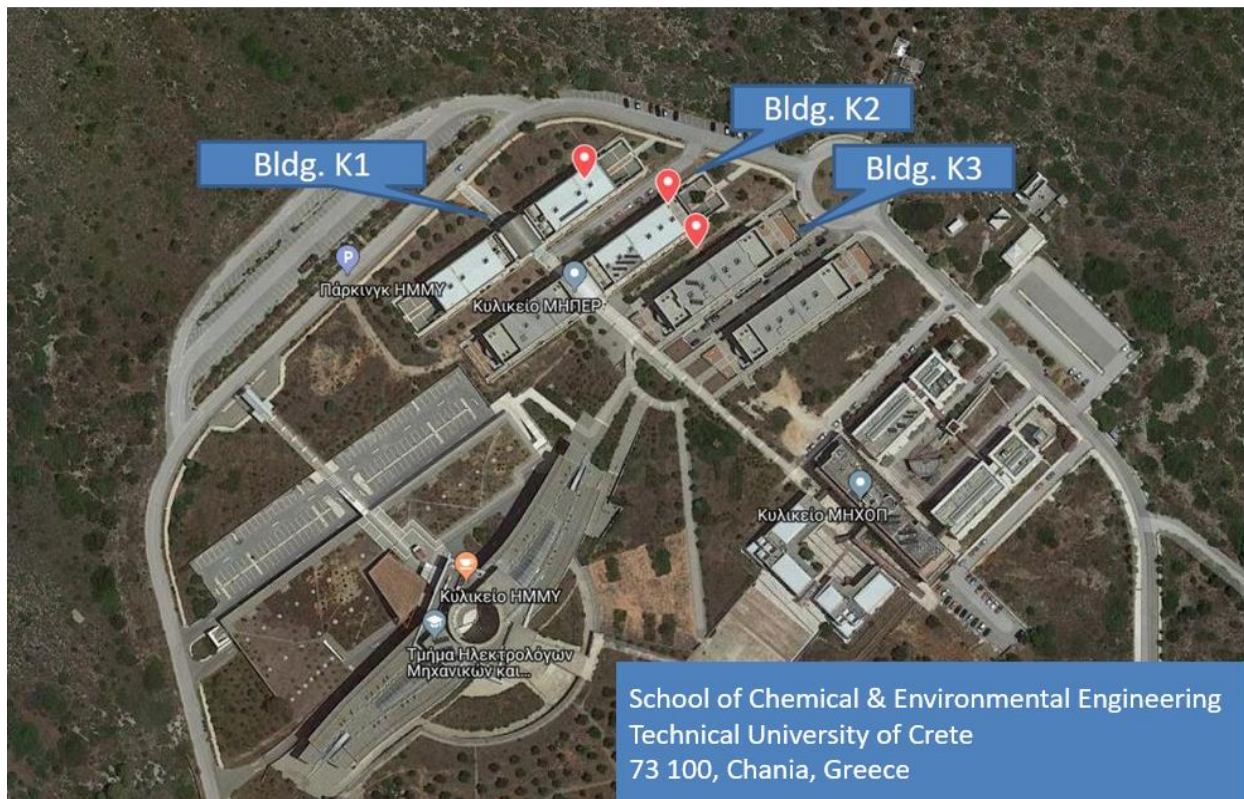 Bldg. K2
Bldg. K1
Bldg. K3
P
Πάρκινγκ ΗΜΜΥ
Κυλικείο ΜΗΠΕΡ
Κυλικείο ΜΗΧΟΠ...
Κυλικείο ΗΜΜΥ
Τμήμα Ηλεκτρολόγων
Μηχανικών και...
School of Chemical & Environmental Engineering
Technical University of Crete
73 100, Chania, Greece